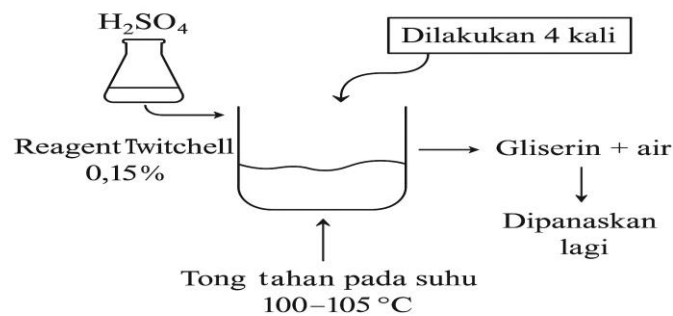 H₂SO₄
Dilakukan 4 kali
Reagent Twitchell
0,15%
Gliserin + air
Dipanaskan
lagi
Tong tahan pada suhu
100–105 °C